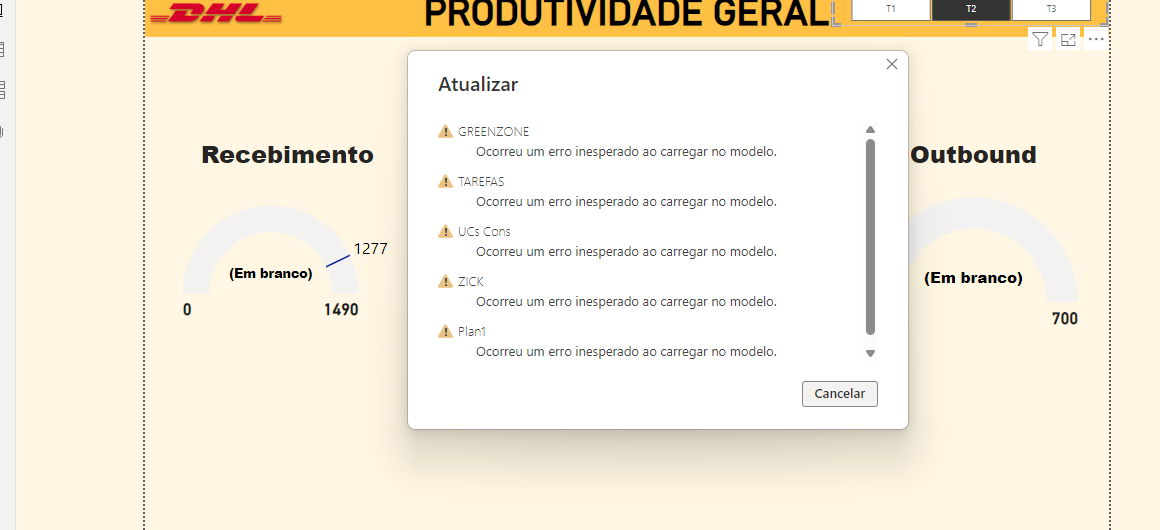 DHL
PRODUTIVIDADE GERAL
T1
T2
T3
Atualizar
GREENZONE
Ocorreu um erro inesperado ao carregar no modelo.
TAREFAS
Ocorreu um erro inesperado ao carregar no modelo.
UCs Cons
Ocorreu um erro inesperado ao carregar no modelo.
ZICK
Ocorreu um erro inesperado ao carregar no modelo.
Plan1
Ocorreu um erro inesperado ao carregar no modelo.
Cancelar
Recebimento
1277
(Em branco)
0
1490
Outbound
(Em branco)
700